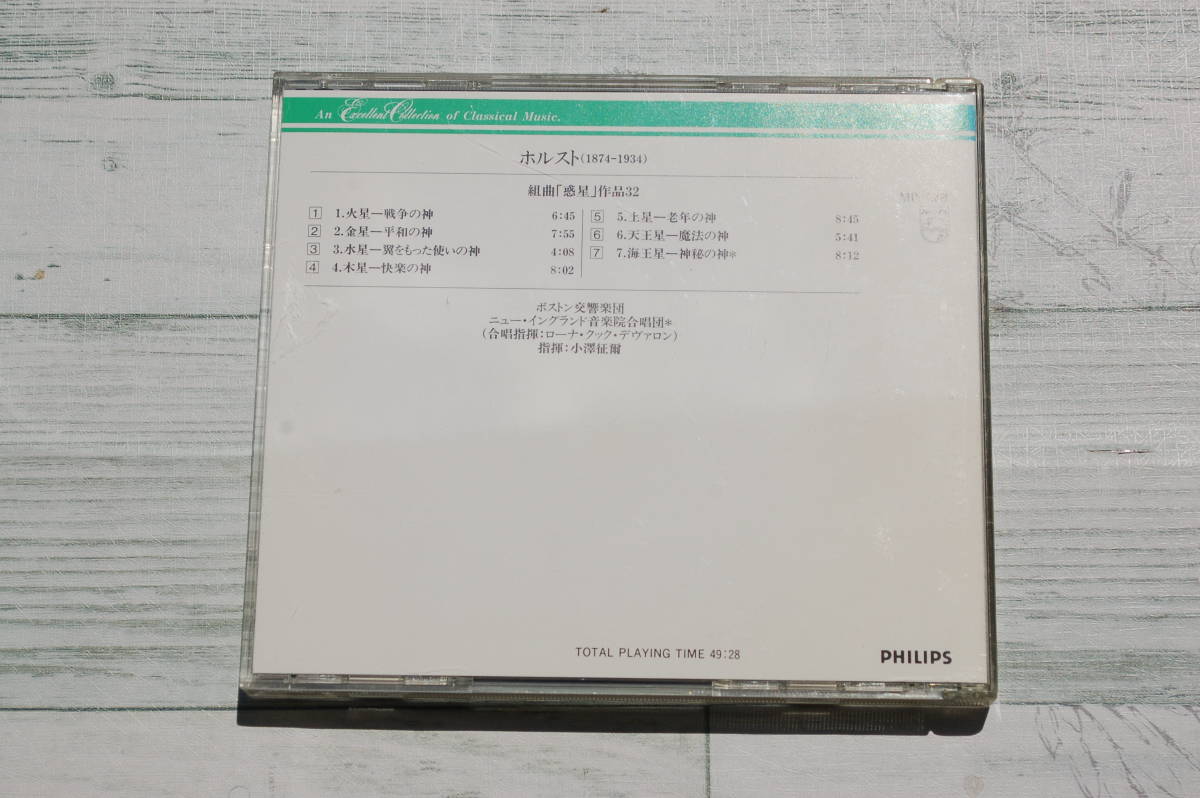 An Excellent Collection of Classical Music.
ホルスト(1874-1934)
組曲「惑星」作品32
1 1.火星―戦争の神 6:45
2 2.金星―平和の神 7:55
3 3.水星―翼をもった使いの神 4:08
4 4.木星―快楽の神 8:02
5 5.土星―老年の神 8:45
6 6.天王星―魔法の神 5:41
7 7.海王星―神秘の神* 8:12
ボストン交響楽団
ニュー・イングランド音楽院合唱団*
(合唱指揮:ローナ・クック・デヴァロン)
指揮:小澤征爾
TOTAL PLAYING TIME 49:28
PHILIPS